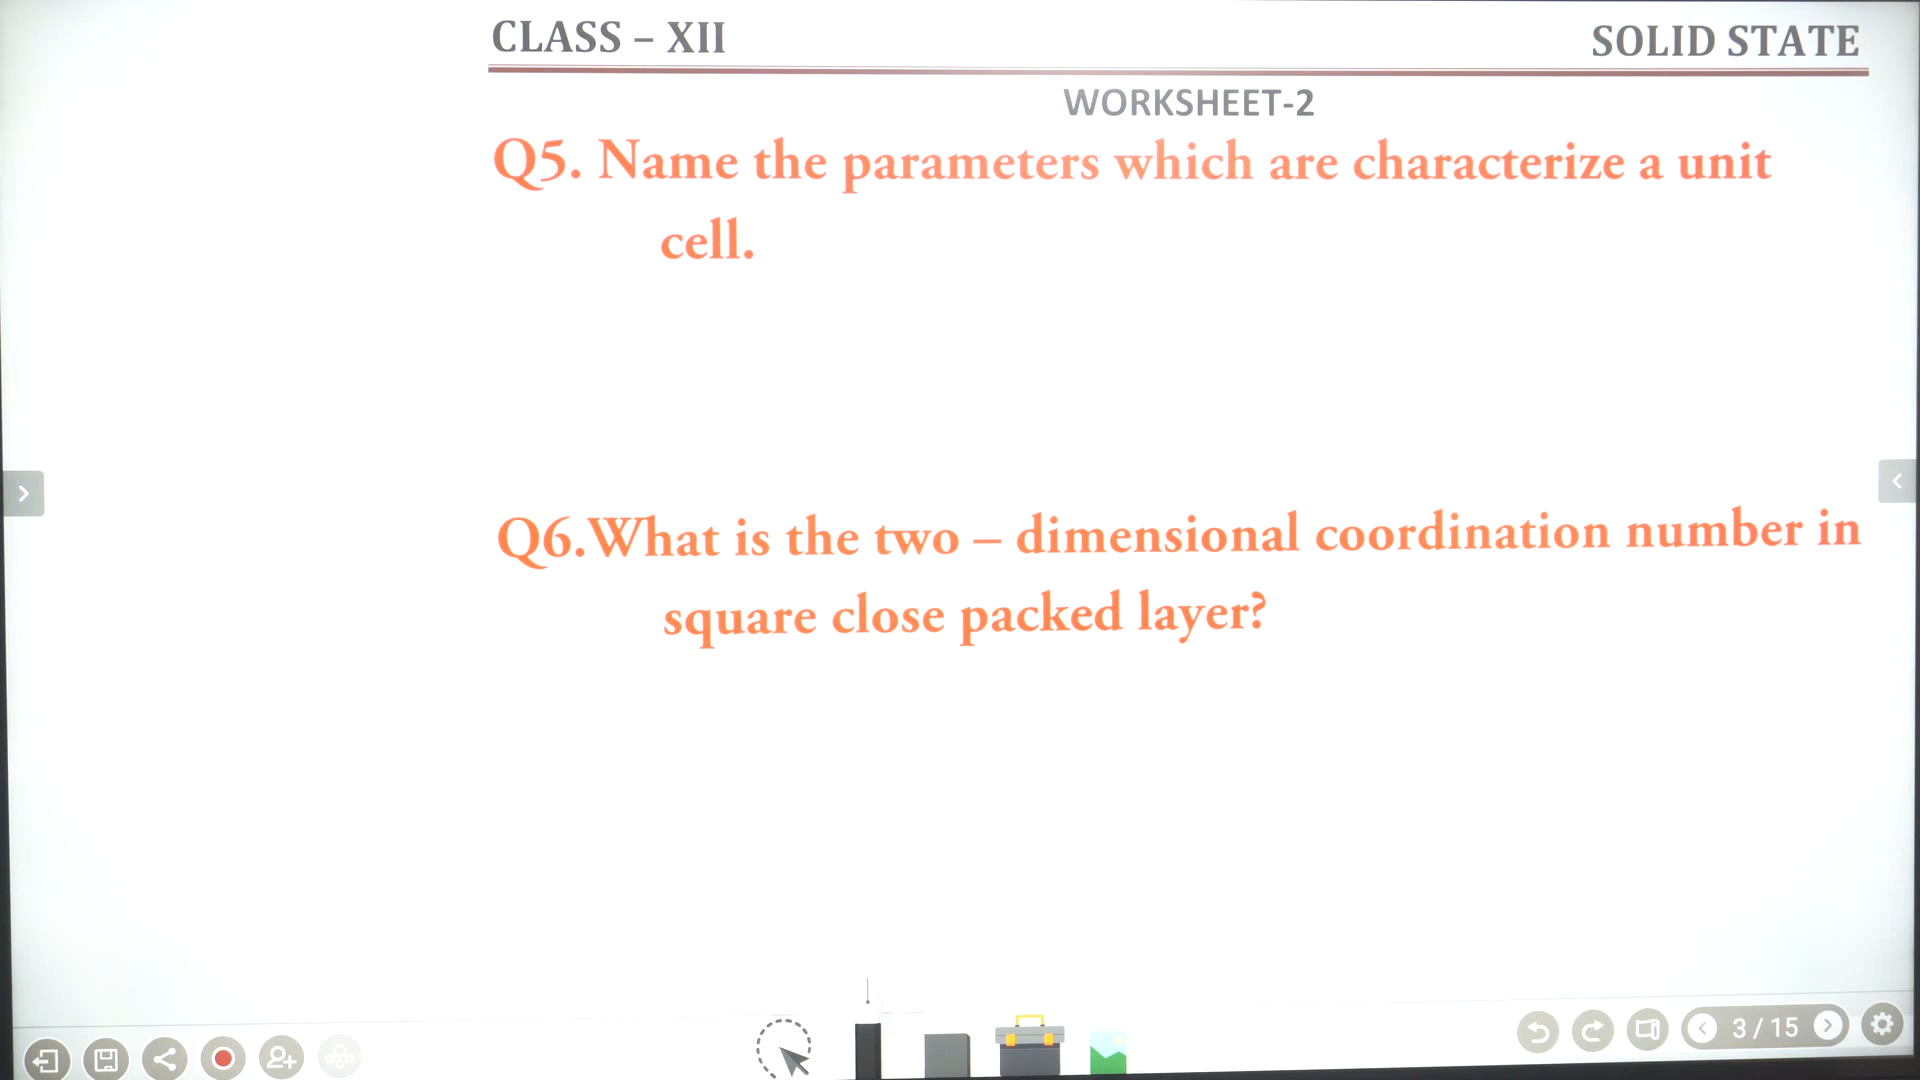 CLASS – XII SOLID STATE
WORKSHEET-2
Q5. Name the parameters which are characterize a unit
cell.
Q6.What is the two – dimensional coordination number in
square close packed layer?
3 / 15